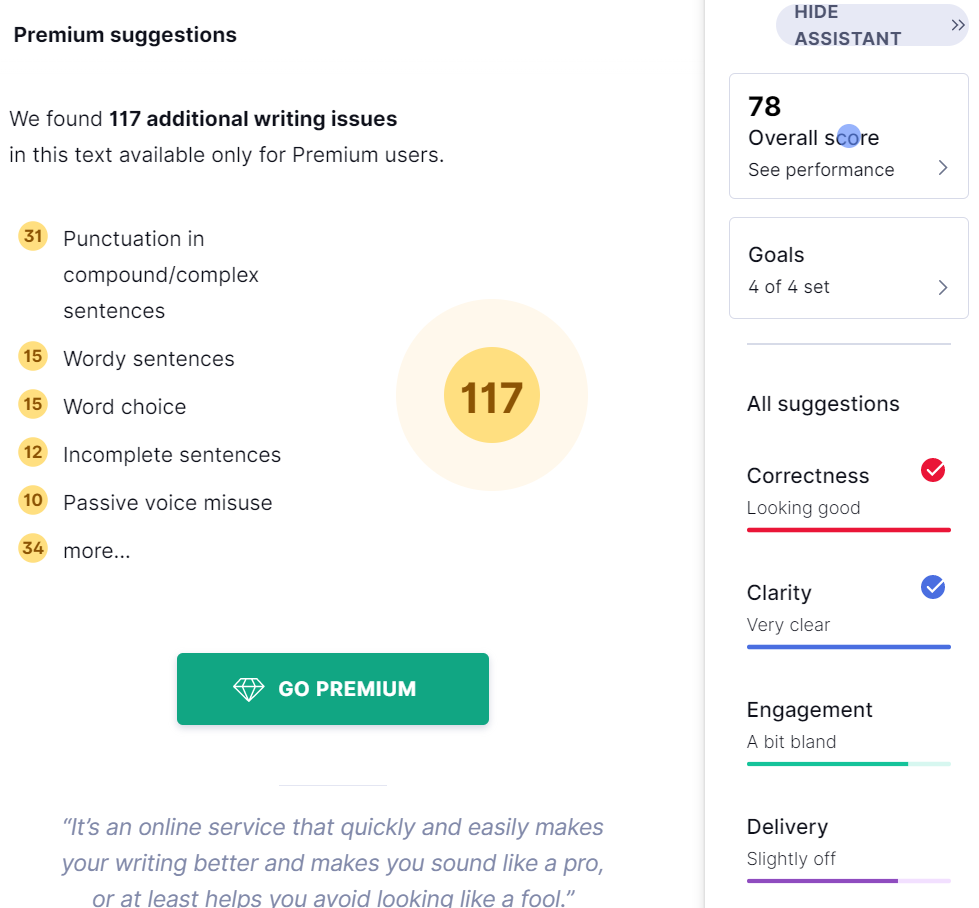 Premium suggestions
We found 117 additional writing issues
in this text available only for Premium users.
31 Punctuation in
compound/complex
sentences
15 Wordy sentences
15 Word choice
12 Incomplete sentences
10 Passive voice misuse
34 more...
117
GO PREMIUM
“It’s an online service that quickly and easily makes
your writing better and makes you sound like a pro,
or at least helps you avoid looking like a fool.”
HIDE
ASSISTANT
78
Overall score
See performance
Goals
4 of 4 set
All suggestions
Correctness
Looking good
Clarity
Very clear
Engagement
A bit bland
Delivery
Slightly off